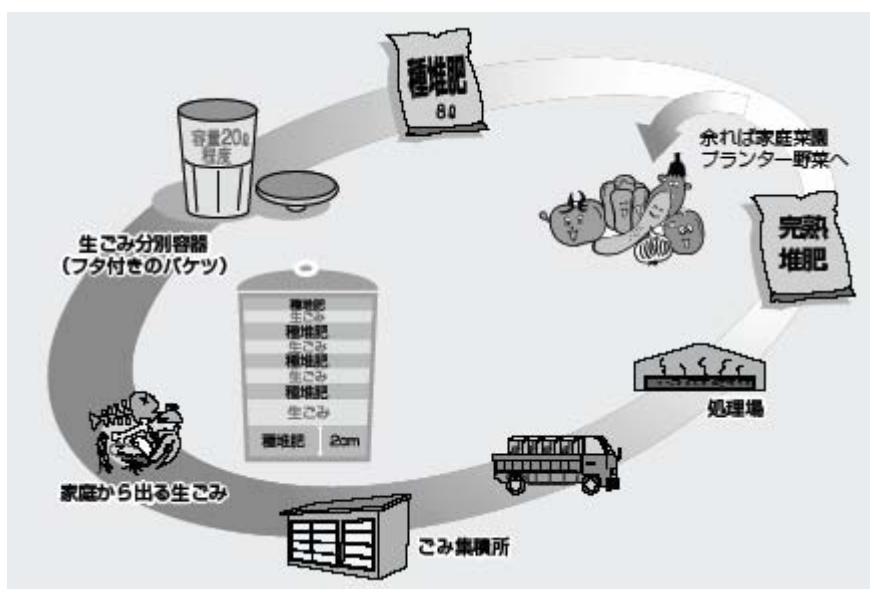 種堆肥
8ℓ
容量20ℓ
程度
余れば家庭菜園
プランター野菜へ
生ごみ分別容器
(フタ付きのバケツ)
完熟
堆肥
種堆肥
生ごみ
種堆肥
生ごみ
種堆肥
生ごみ
種堆肥
生ごみ
種堆肥 2cm
処理場
家庭から出る生ごみ
ごみ集積所